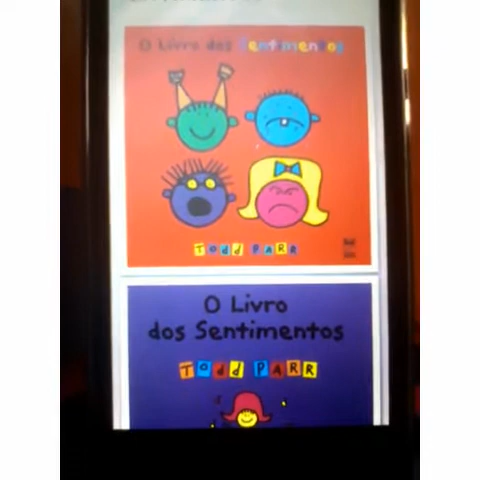 O Livro dos Sentimentos
Todd PARR
O Livro
dos Sentimentos
Todd PARR